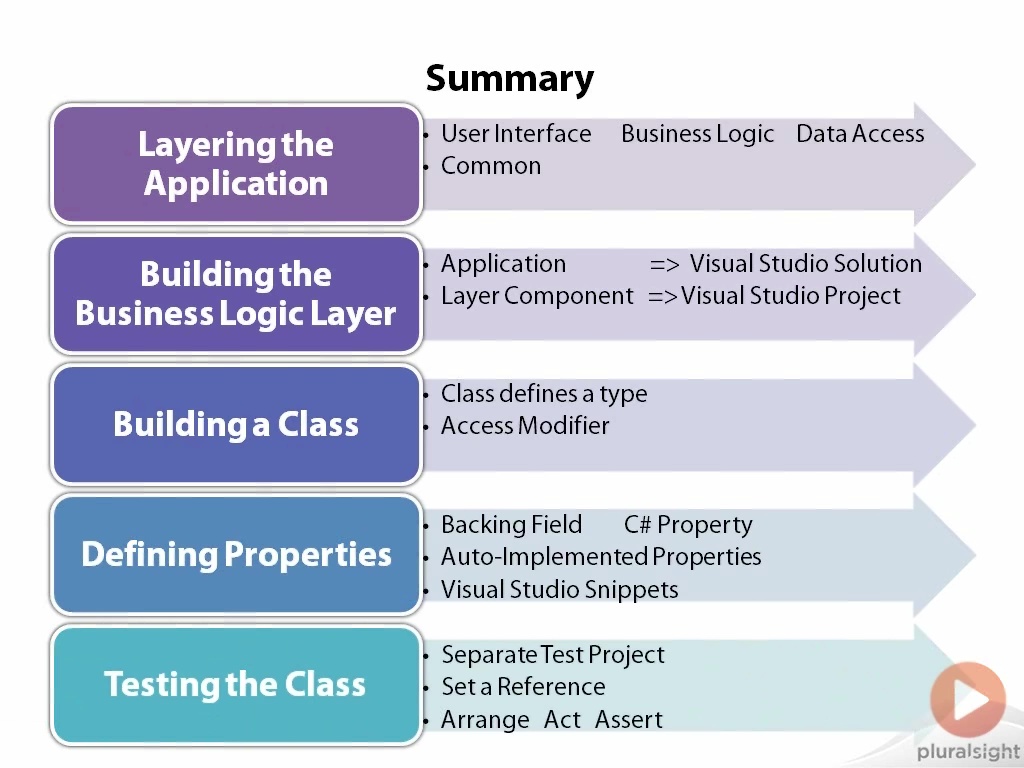 Summary
Layering the
Application
• User Interface Business Logic Data Access
• Common
Building the
Business Logic Layer
• Application => Visual Studio Solution
• Layer Component => Visual Studio Project
Building a Class
• Class defines a type
• Access Modifier
Defining Properties
• Backing Field C# Property
• Auto-Implemented Properties
• Visual Studio Snippets
Testing the Class
• Separate Test Project
• Set a Reference
• Arrange Act Assert
pluralsight